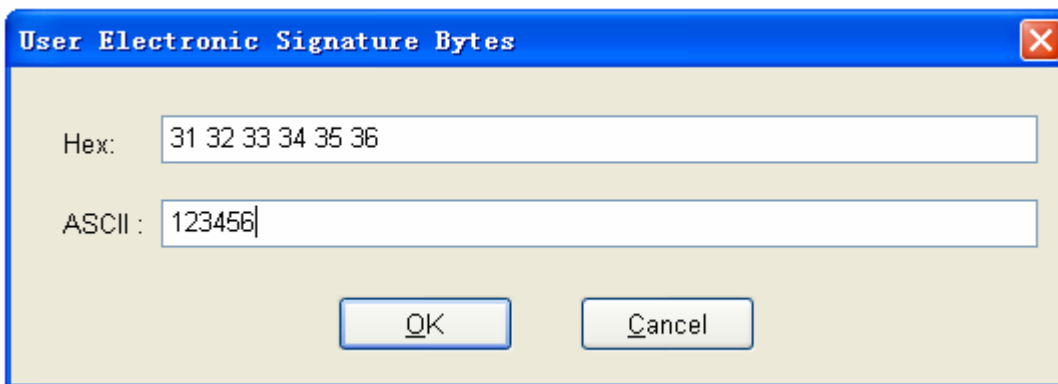 User Electronic Signature Bytes
Hex: 31 32 33 34 35 36
ASCII : 123456
OK Cancel